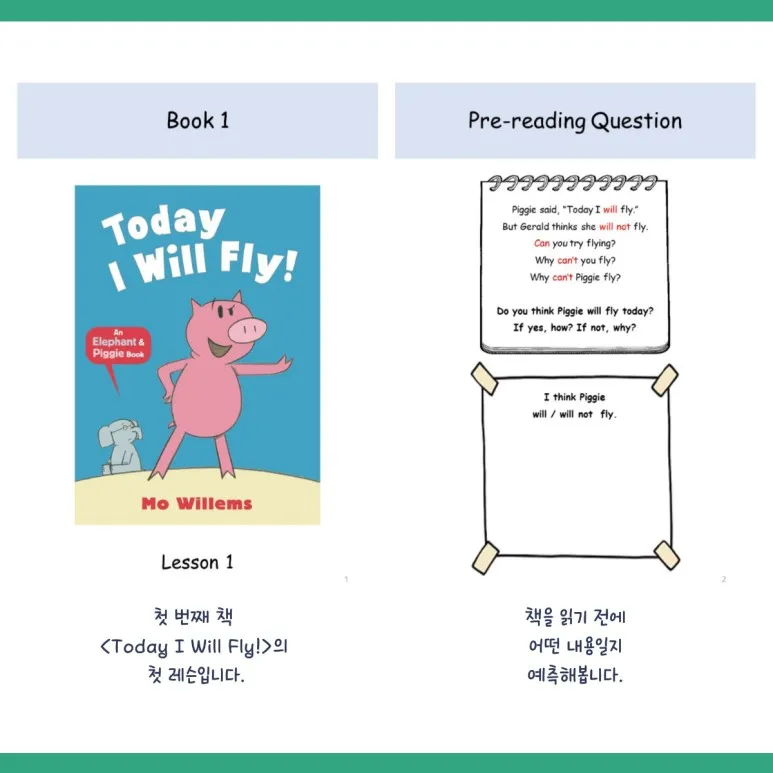 Book 1
Today
I Will Fly!
An
Elephant &
Piggie Book
Mo Willems
Lesson 1
1
첫 번째 책
<Today I Will Fly!>의
첫 레슨입니다.
Pre-reading Question
Piggie said, “Today I will fly.”
But Gerald thinks she will not fly.
Can you try flying?
Why can't you fly?
Why can't Piggie fly?
Do you think Piggie will fly today?
If yes, how? If not, why?
I think Piggie
will / will not fly.
2
책을 읽기 전에
어떤 내용일지
예측해봅니다.